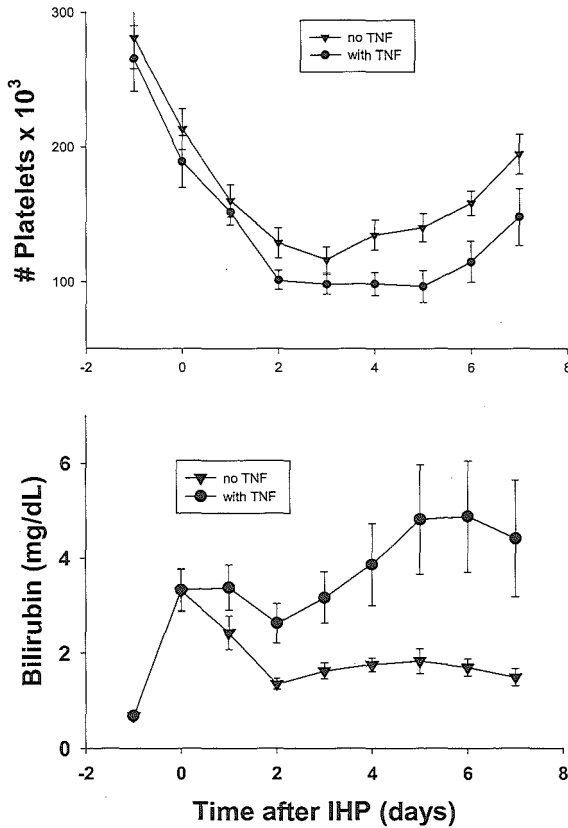 300
200
100
# Platelets x 10³
no TNF
with TNF
-2 0 2 4 6 8
6
4
2
0
Bilirubin (mg/dL)
no TNF
with TNF
-2 0 2 4 6 8
Time after IHP (days)